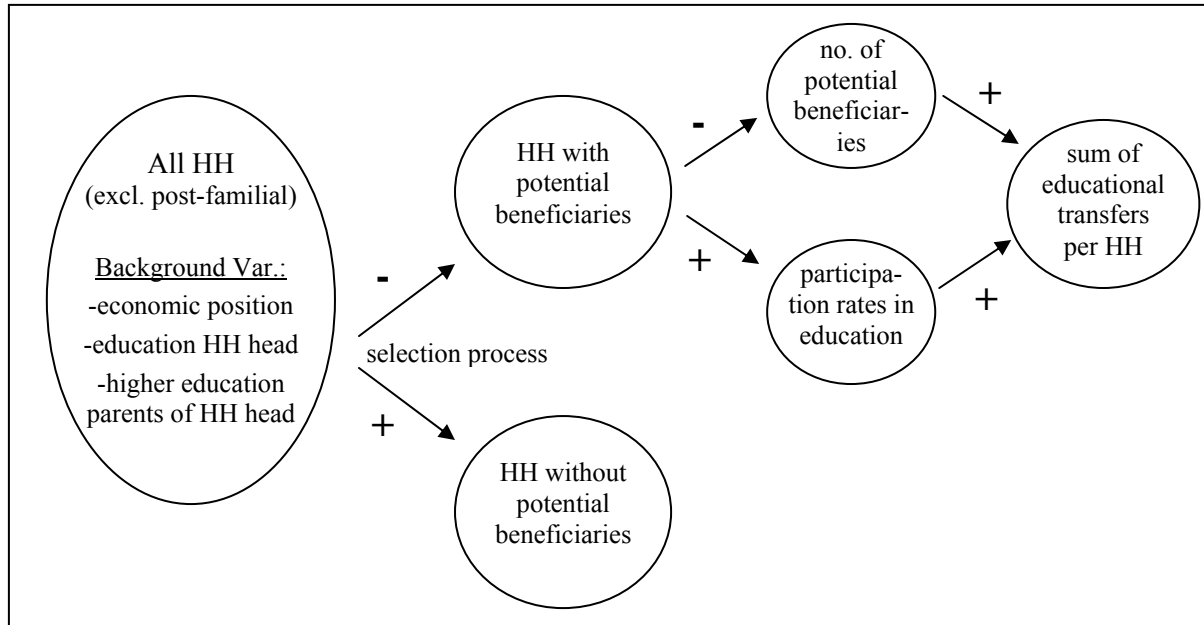 All HH
(excl. post-familial)
Background Var.:
-economic position
-education HH head
-higher education
parents of HH head
-
selection process
+
HH with
potential
beneficiaries
HH without
potential
beneficiaries
-
+
no. of
potential
beneficiar-
ies
participa-
tion rates in
education
+
+
sum of
educational
transfers
per HH